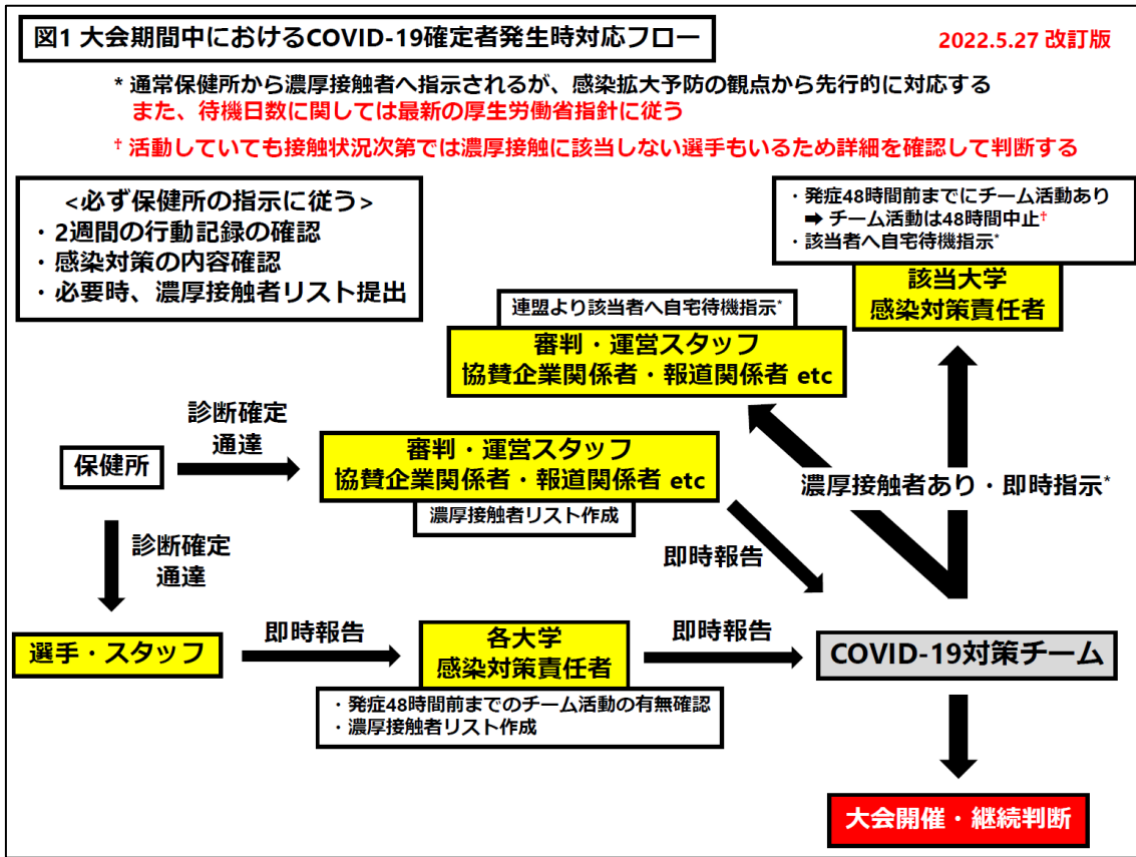 図1 大会期間中におけるCOVID-19確定者発生時対応フロー
2022.5.27 改訂版
* 通常保健所から濃厚接触者へ指示されるが、感染拡大予防の観点から先行的に対応する
また、待機日数に関しては最新の厚生労働省指針に従う
† 活動していても接触状況次第では濃厚接触に該当しない選手もいるため詳細を確認して判断する
<必ず保健所の指示に従う>
・2週間の行動記録の確認
・感染対策の内容確認
・必要時、濃厚接触者リスト提出
・発症48時間前までにチーム活動あり
➡ チーム活動は48時間中止†
・該当者へ自宅待機指示*
該当大学
感染対策責任者
連盟より該当者へ自宅待機指示*
審判・運営スタッフ
協賛企業関係者・報道関係者 etc
診断確定
通達
保健所
審判・運営スタッフ
協賛企業関係者・報道関係者 etc
濃厚接触者リスト作成
濃厚接触者あり・即時指示*
診断確定
通達
即時報告
選手・スタッフ
即時報告
各大学
感染対策責任者
・発症48時間前までのチーム活動の有無確認
・濃厚接触者リスト作成
即時報告
COVID-19対策チーム
大会開催・継続判断